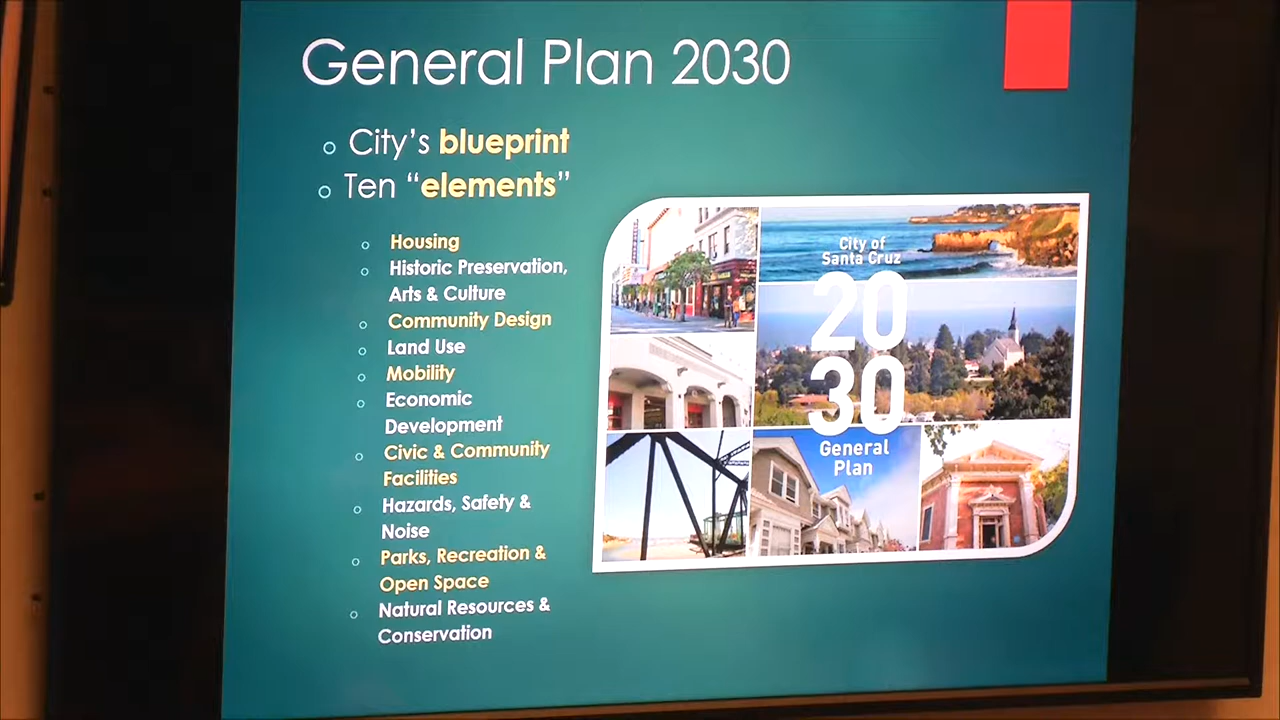 General Plan 2030
City's blueprint
Ten “elements”
Housing
Historic Preservation,
Arts & Culture
Community Design
Land Use
Mobility
Economic
Development
Civic & Community
Facilities
Hazards, Safety &
Noise
Parks, Recreation &
Open Space
Natural Resources &
Conservation
City of
Santa Cruz
20
30
General
Plan